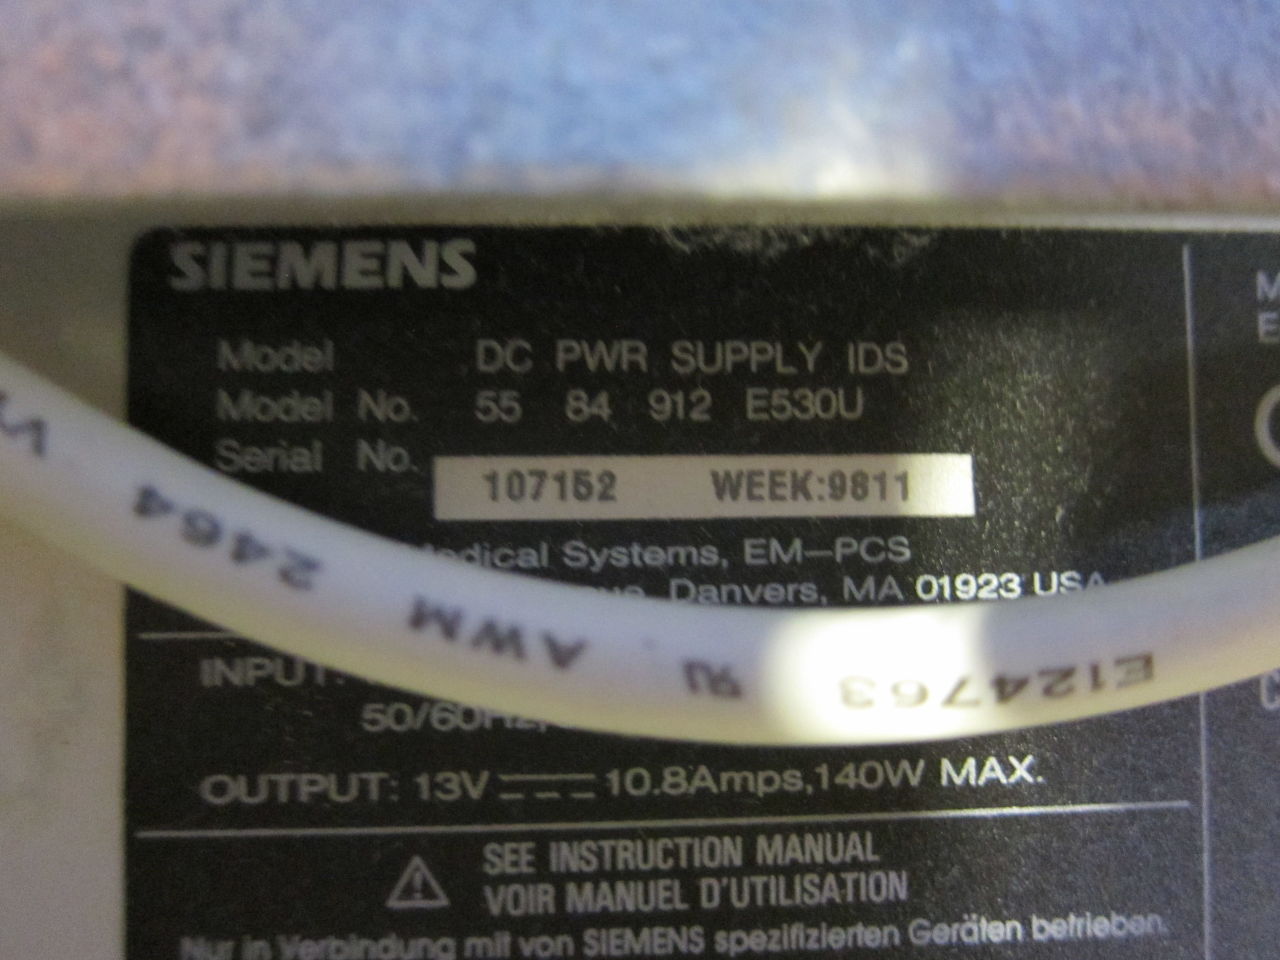 SIEMENS
Model DC PWR SUPPLY IDS
Model No. 55 84 912 E530U
Serial No.
107152 WEEK:9811
Medical Systems, EM-PCS
Danvers, MA 01923 USA
INPUT:
50/60Hz,
OUTPUT: 13V 10.8Amps,140W MAX.
SEE INSTRUCTION MANUAL
VOIR MANUEL D'UTILISATION
Nur in Verbindung mit von SIEMENS spezifizierten Geräten betrieben.
E124763 AWM 2464